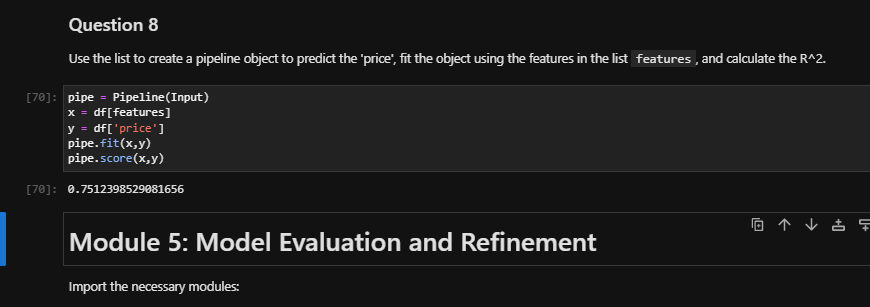 Question 8
Use the list to create a pipeline object to predict the 'price', fit the object using the features in the list features , and calculate the R^2.
[70]: pipe = Pipeline(Input)
x = df[features]
y = df['price']
pipe.fit(x,y)
pipe.score(x,y)
[70]: 0.7512398529081656
Module 5: Model Evaluation and Refinement
Import the necessary modules: